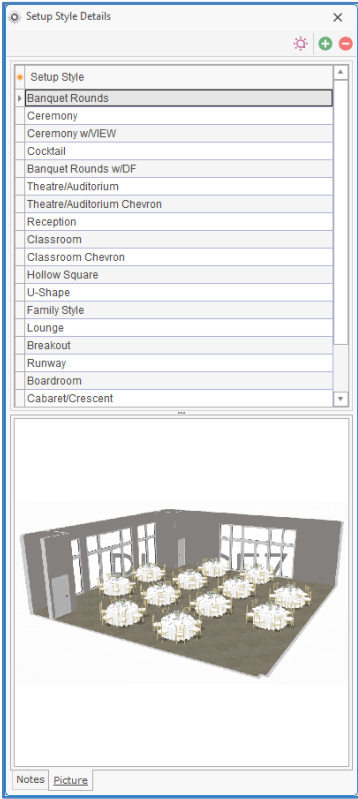 Setup Style Details
Setup Style
Banquet Rounds
Ceremony
Ceremony w/VIEW
Cocktail
Banquet Rounds w/DF
Theatre/Auditorium
Theatre/Auditorium Chevron
Reception
Classroom
Classroom Chevron
Hollow Square
U-Shape
Family Style
Lounge
Breakout
Runway
Boardroom
Cabaret/Crescent
Notes
Picture